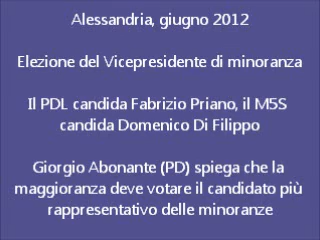 Alessandria, giugno 2012
Elezione del Vicepresidente di minoranza
Il PDL candida Fabrizio Priano, il M5S
candida Domenico Di Filippo
Giorgio Abonante (PD) spiega che la
maggioranza deve votare il candidato più
rappresentativo delle minoranze